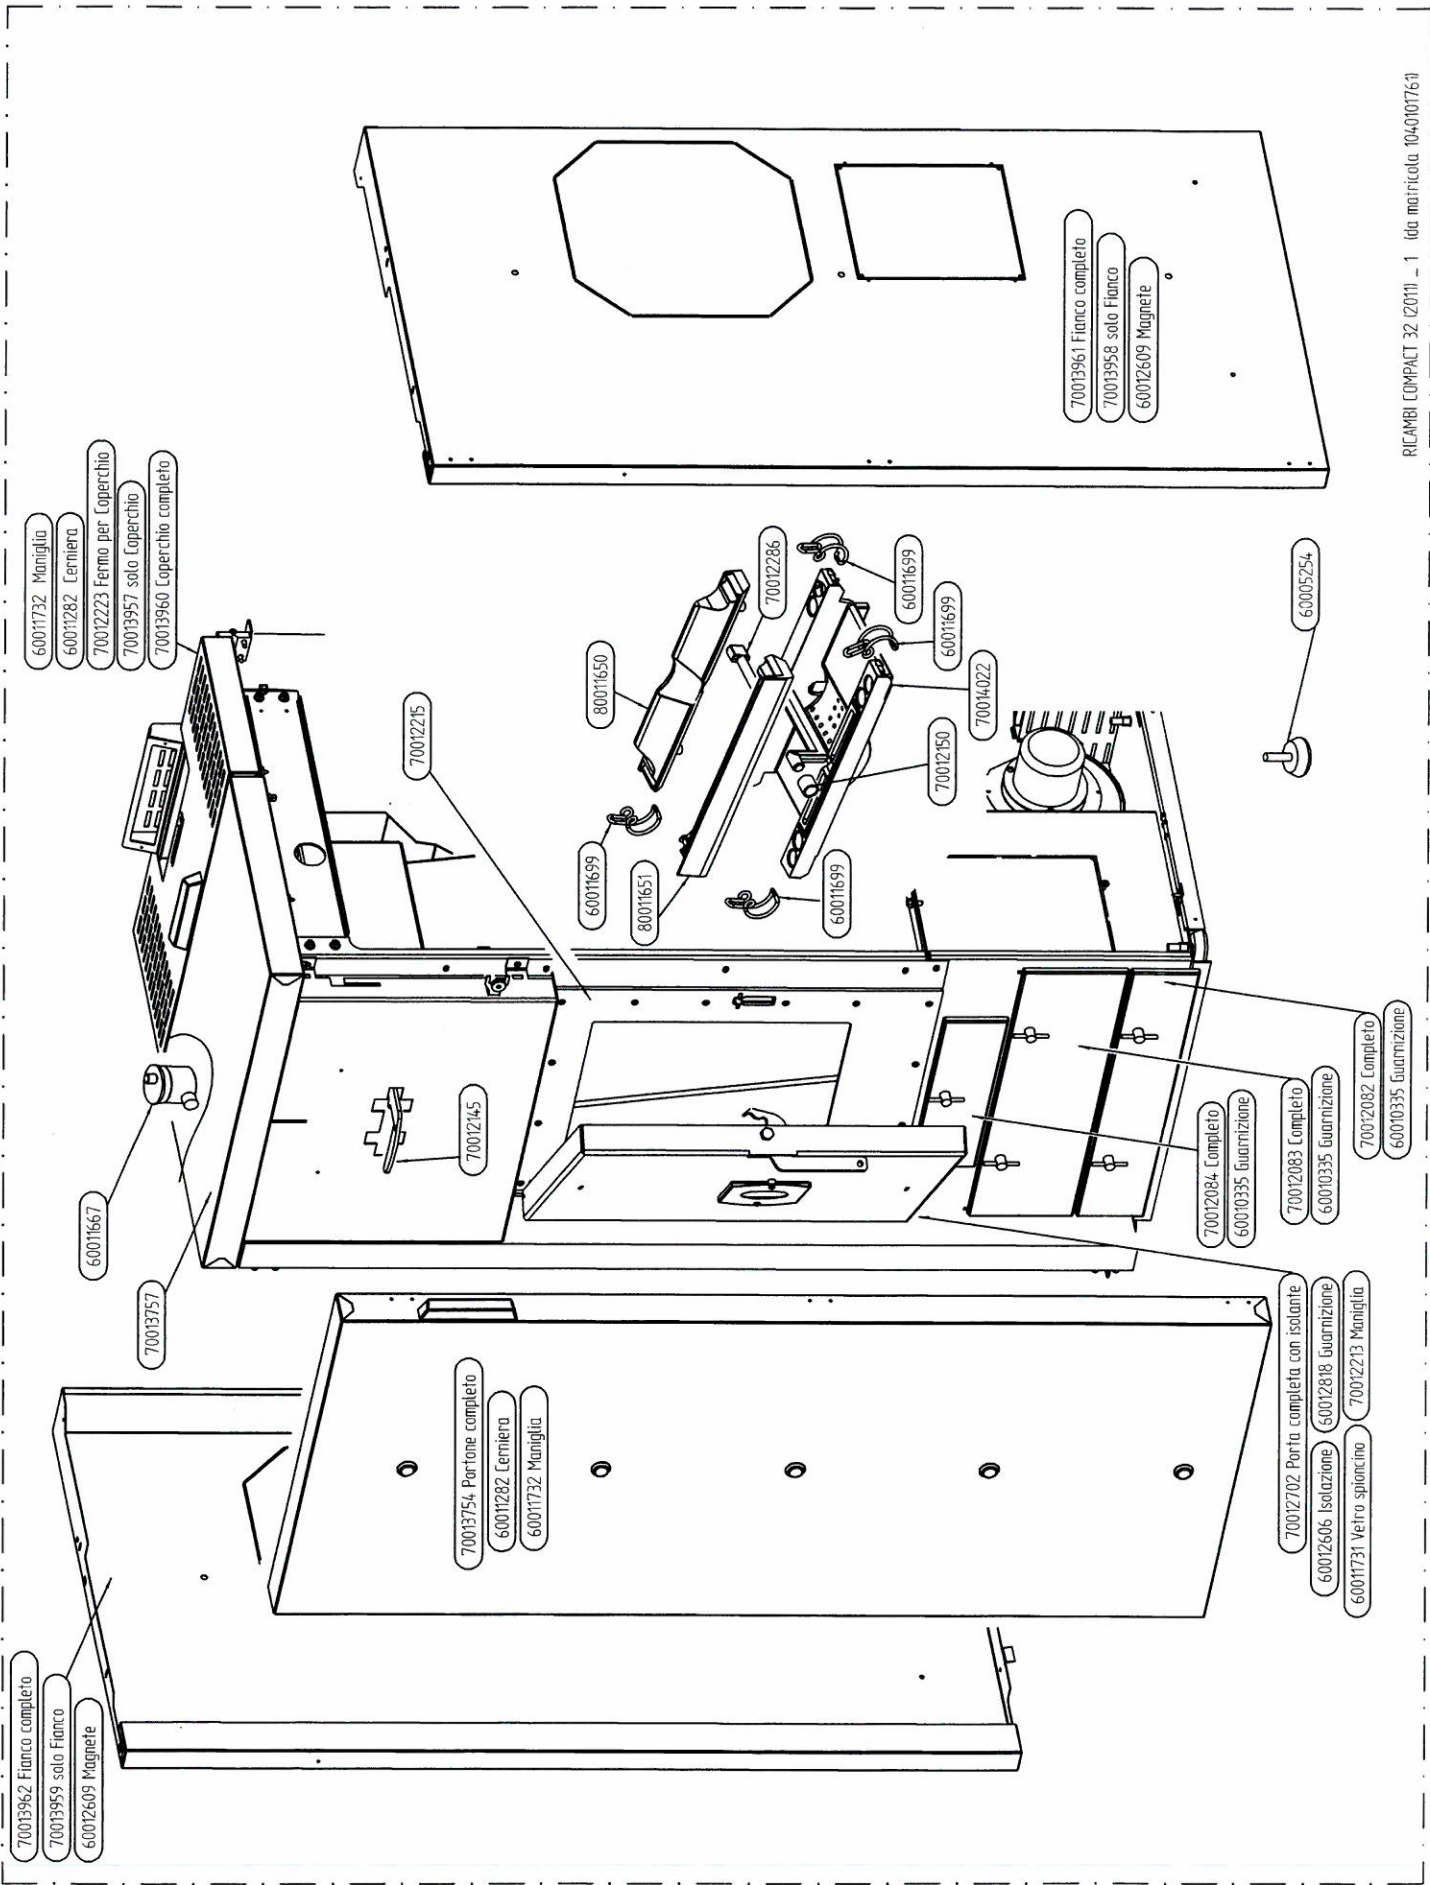 70013962 Fianco completo
70013959 solo Fianco
60012609 Magnete
70013757
60011667
60011732 Maniglia
60011282 Cerniera
70012223 Fermo per Coperchio
70013957 solo Coperchio
70013960 Coperchio completo
70013754 Portone completo
60011282 Cerniera
60011732 Maniglia
70012145
70012215
60011699
80011650
80011651
70012286
60011699
60011699
60011699
70012150
70014022
70013961 Fianco completo
70013958 solo Fianco
60012609 Magnete
70012702 Porta completa con isolante
60012606 Isolazione
60012818 Guarnizione
60011731 Vetro spioncino
70012213 Maniglia
70012084 Completo
60010335 Guarnizione
70012083 Completo
60010335 Guarnizione
70012082 Completo
60010335 Guarnizione
60005254
RICAMBI COMPACT 32 (2011) _ 1 (da matricola 1040101761)